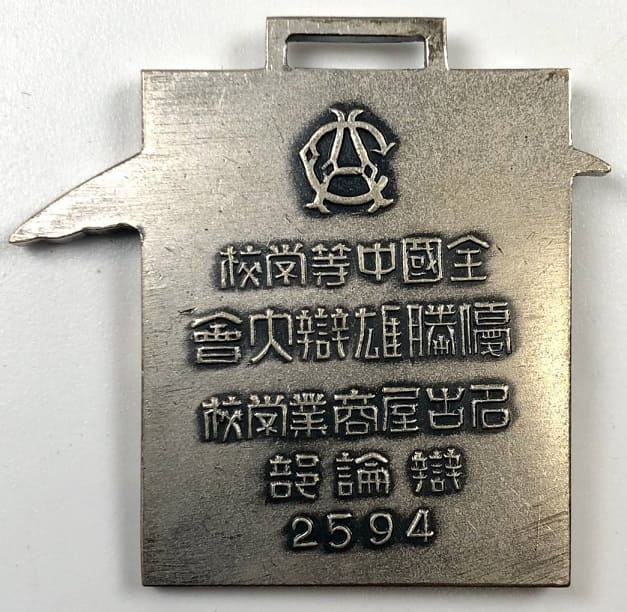 全國中等学校
優勝雄辯大會
名古屋商業学校
辯論部
2594